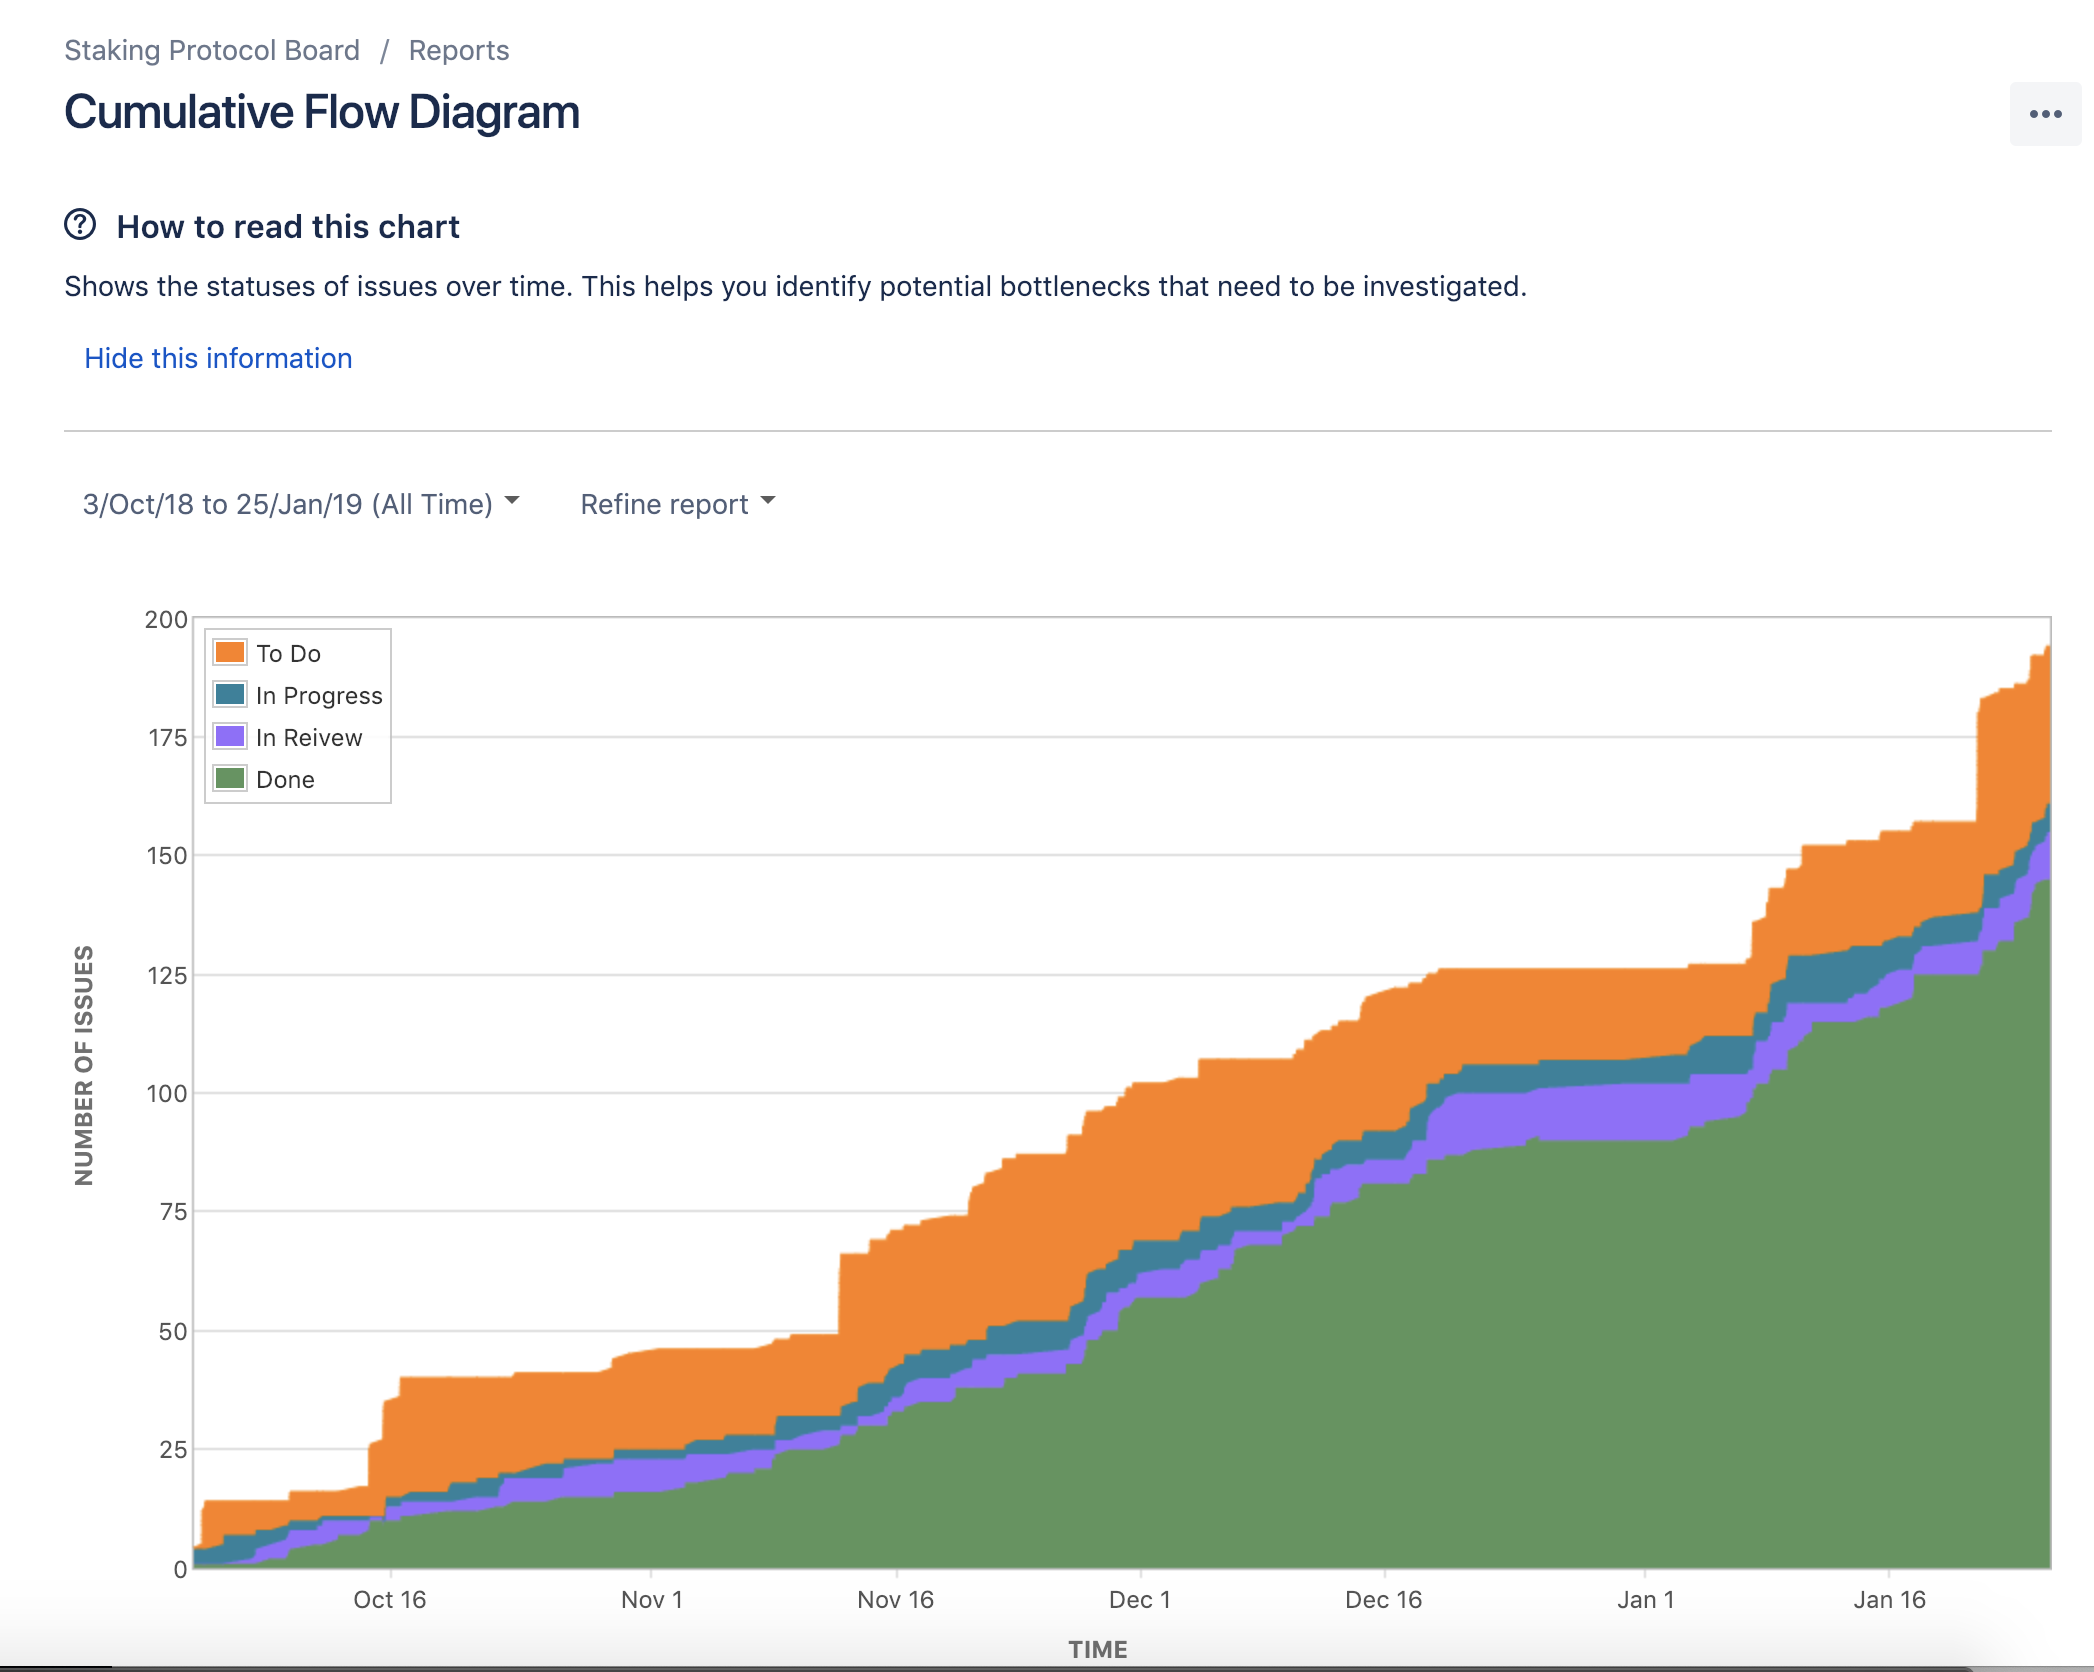 Staking Protocol Board / Reports
Cumulative Flow Diagram
How to read this chart
Shows the statuses of issues over time. This helps you identify potential bottlenecks that need to be investigated.
Hide this information
3/Oct/18 to 25/Jan/19 (All Time) Refine report
200
175
150
125
100
75
50
25
0
To Do
In Progress
In Reivew
Done
NUMBER OF ISSUES
Oct 16 Nov 1 Nov 16 Dec 1 Dec 16 Jan 1 Jan 16
TIME